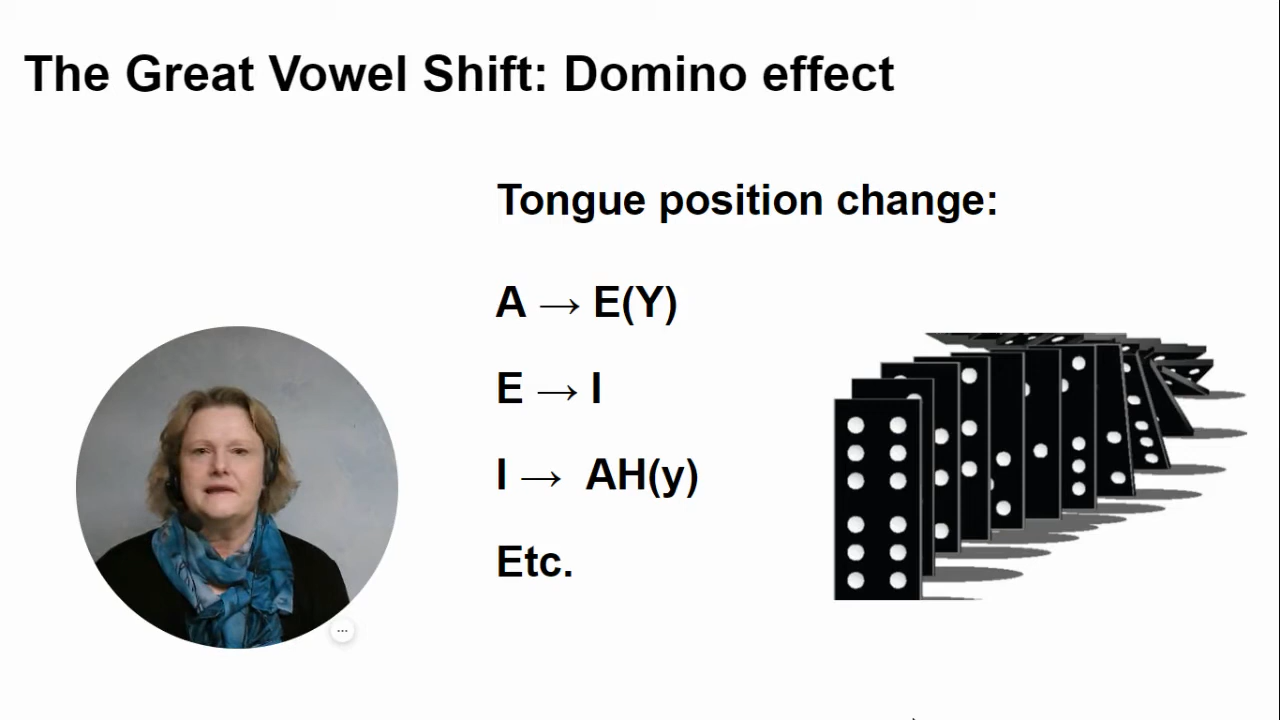 The Great Vowel Shift: Domino effect
Tongue position change:
A → E(Y)
E → I
I → AH(y)
Etc.